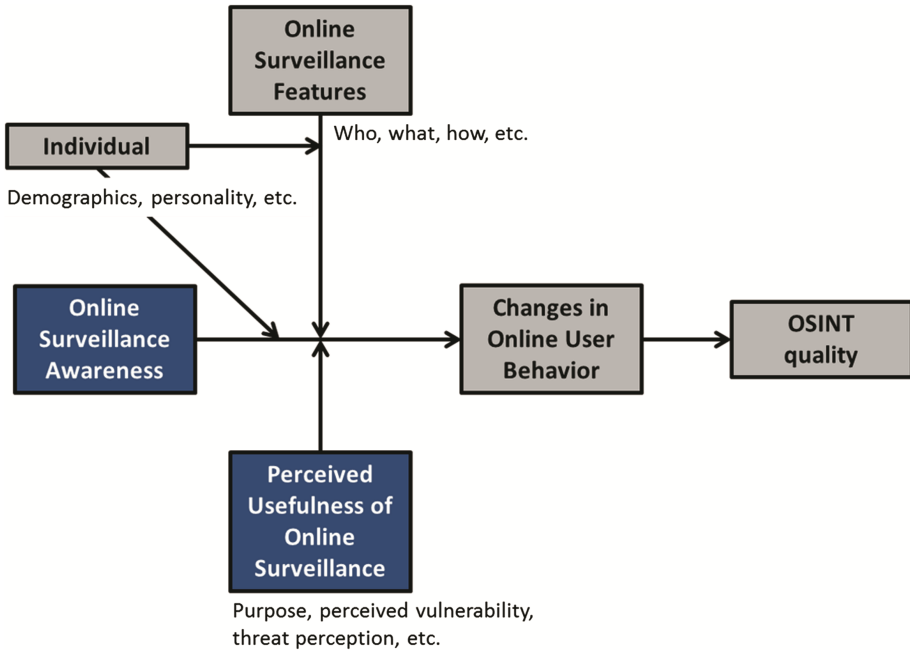 Online
Surveillance
Features
Who, what, how, etc.
Individual
Demographics, personality, etc.
Online
Surveillance
Awareness
Changes in
Online User
Behavior
OSINT
quality
Perceived
Usefulness of
Online
Surveillance
Purpose, perceived vulnerability,
threat perception, etc.